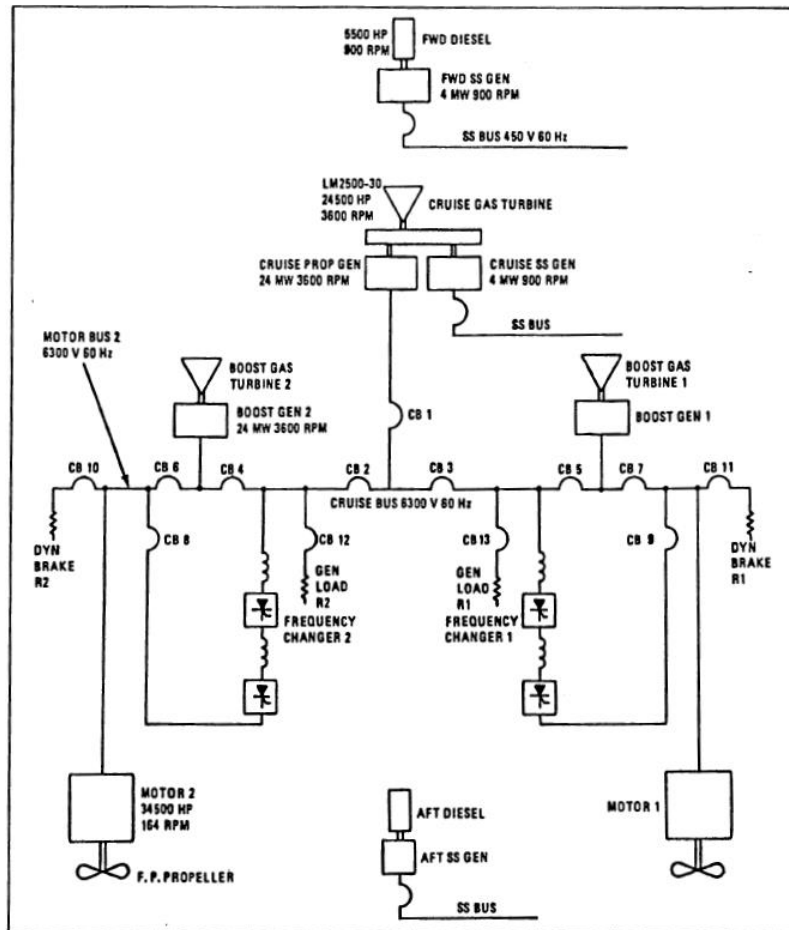 5500 HP
900 RPM
FWD DIESEL
FWD SS GEN
4 MW 900 RPM
SS BUS 450 V 60 Hz
LM2500-30
24500 HP
3600 RPM
CRUISE GAS TURBINE
CRUISE PROP GEN
24 MW 3600 RPM
CRUISE SS GEN
4 MW 900 RPM
SS BUS
MOTOR BUS 2
6300 V 60 Hz
BOOST GAS
TURBINE 2
BOOST GEN 2
24 MW 3600 RPM
CB 1
BOOST GAS
TURBINE 1
BOOST GEN 1
CB 10
CB 6
CB 4
CB 2
CB 3
CB 5
CB 7
CB 11
CRUISE BUS 6300 V 60 Hz
DYN
BRAKE
R2
CB 8
CB 12
GEN
LOAD
R2
FREQUENCY
CHANGER 2
CB13
GEN
LOAD
R1
FREQUENCY
CHANGER 1
CB 9
DYN
BRAKE
R1
MOTOR 2
34500 HP
164 RPM
F.P. PROPELLER
MOTOR 1
AFT DIESEL
AFT SS GEN
SS BUS